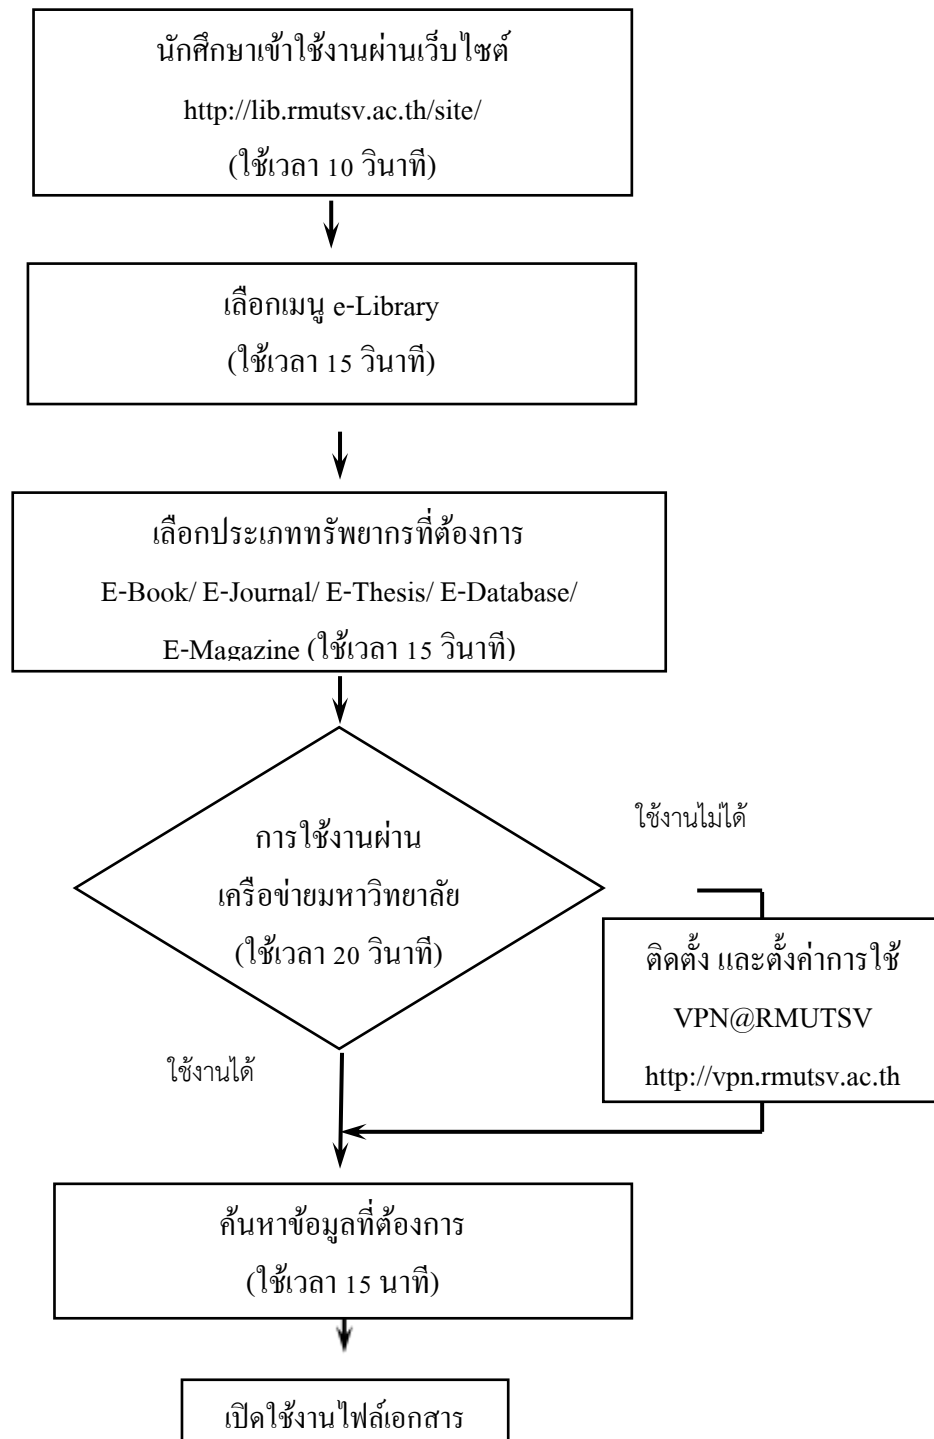 นักศึกษาเข้าใช้งานผ่านเว็บไซต์
http://lib.rmutsv.ac.th/site/
(ใช้เวลา 10 วินาที)
เลือกเมนู e-Library
(ใช้เวลา 15 วินาที)
เลือกประเภททรัพยากรที่ต้องการ
E-Book/ E-Journal/ E-Thesis/ E-Database/
E-Magazine (ใช้เวลา 15 วินาที)
การใช้งานผ่าน
เครือข่ายมหาวิทยาลัย
(ใช้เวลา 20 วินาที)
ใช้งานไม่ได้
ติดตั้ง และตั้งค่าการใช้
VPN@RMUTSV
http://vpn.rmutsv.ac.th
ใช้งานได้
ค้นหาข้อมูลที่ต้องการ
(ใช้เวลา 15 นาที)
เปิดใช้งานไฟล์เอกสาร